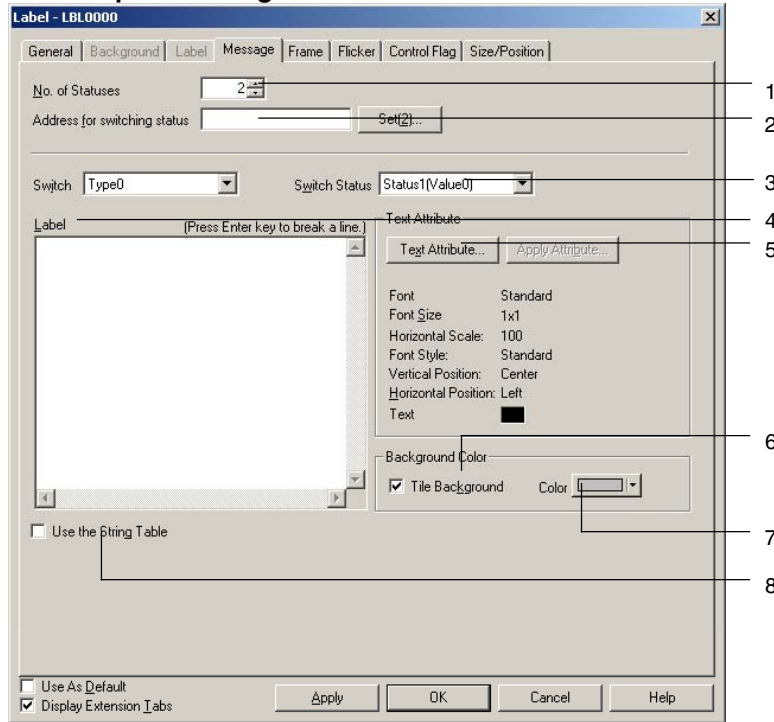 Label - LBL0000
General Background Label Message Frame Flicker Control Flag Size/Position
No. of Statuses 2 1
Address for switching status Set(2)... 2
Switch Type0 Switch Status Status1(Value0) 3
Label (Press Enter key to break a line.) Text Attribute 4
Text Attribute... Apply Attribute... 5
Font Standard
Font Size 1x1
Horizontal Scale: 100
Font Style: Standard
Vertical Position: Center
Horizontal Position: Left
Text
6
Background Color
Tile Background Color
7
Use the String Table
8
Use As Default
Display Extension Tabs Apply OK Cancel Help